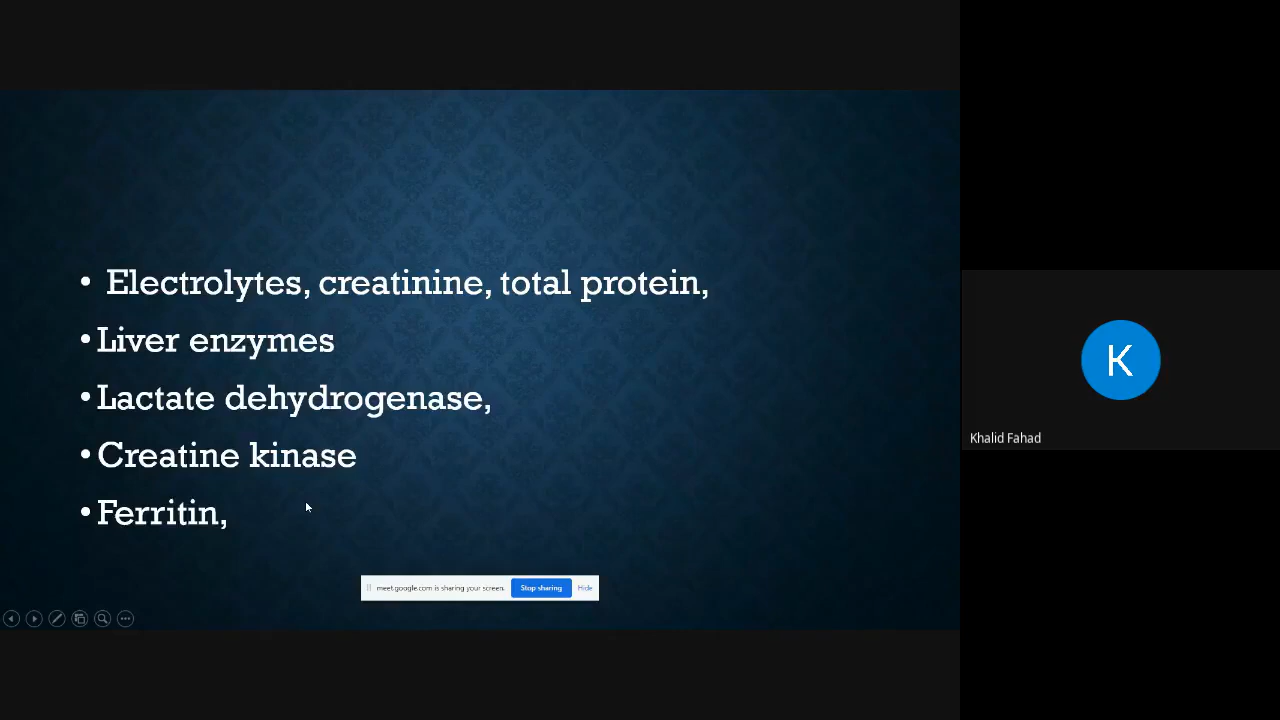 • Electrolytes, creatinine, total protein,
• Liver enzymes
• Lactate dehydrogenase,
• Creatine kinase
• Ferritin,
meet.google.com is sharing your screen. Stop sharing Hide
K
Khalid Fahad